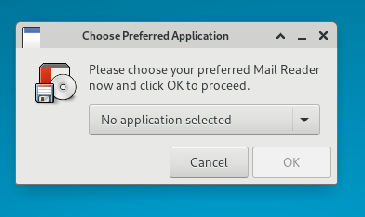 Choose Preferred Application
Please choose your preferred Mail Reader
now and click OK to proceed.
No application selected
Cancel
OK